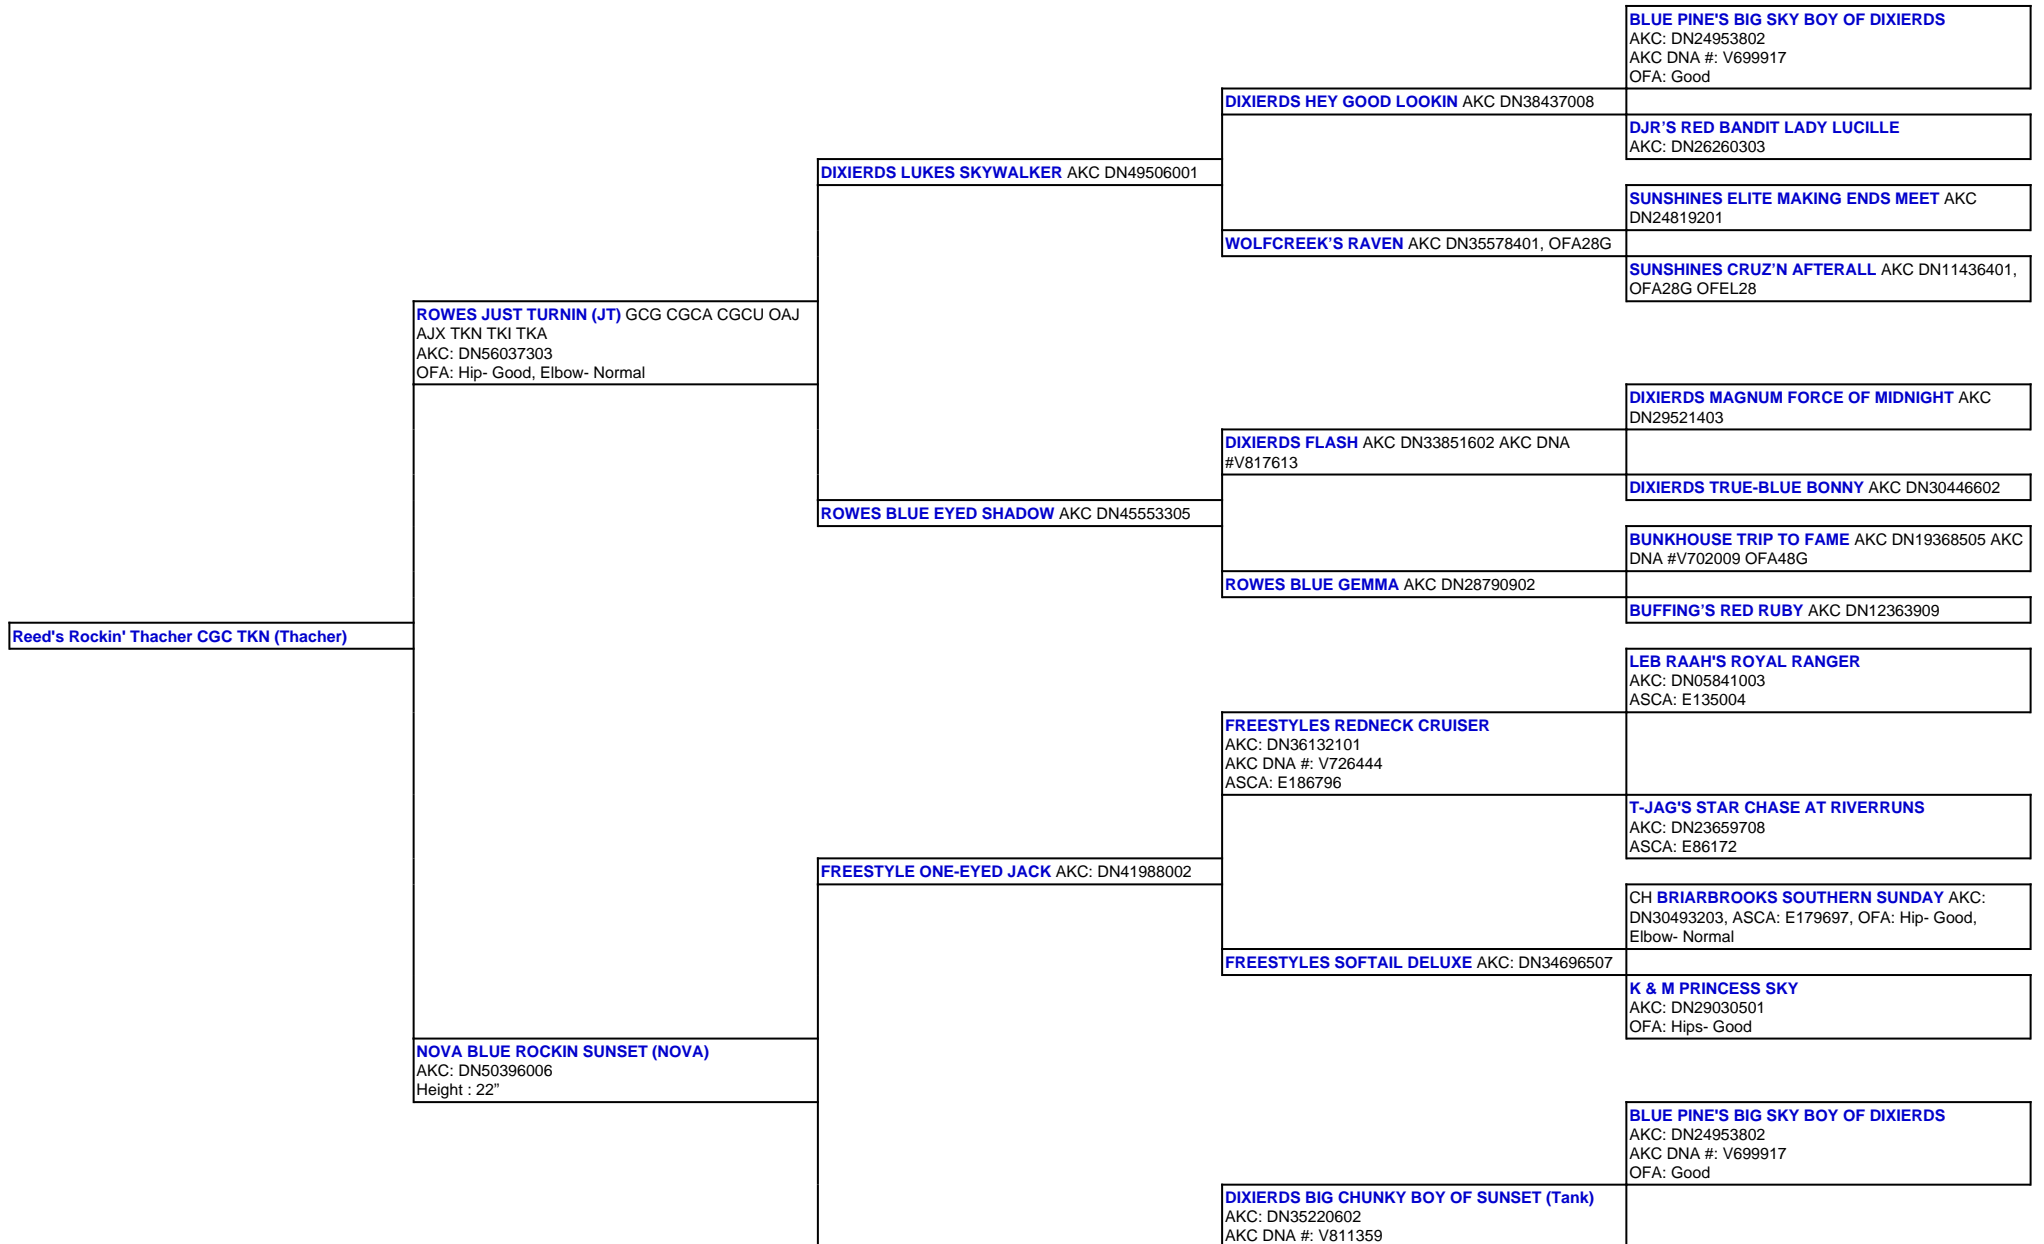 BLUE PINE'S BIG SKY BOY OF DIXIERDS
AKC: DN24953802
AKC DNA #: V699917
OFA: Good
DIXIERDS HEY GOOD LOOKIN AKC DN38437008
DJR’S RED BANDIT LADY LUCILLE
AKC: DN26260303
DIXIERDS LUKES SKYWALKER AKC DN49506001
SUNSHINES ELITE MAKING ENDS MEET AKC
DN24819201
WOLFCREEK’S RAVEN AKC DN35578401, OFA28G
SUNSHINES CRUZ’N AFTERALL AKC DN11436401,
OFA28G OFEL28
ROWES JUST TURNIN (JT) GCG CGCA CGCU OAJ
AJX TKN TKI TKA
AKC: DN56037303
OFA: Hip- Good, Elbow- Normal
DIXIERDS MAGNUM FORCE OF MIDNIGHT AKC
DN29521403
DIXIERDS FLASH AKC DN33851602 AKC DNA
#V817613
DIXIERDS TRUE-BLUE BONNY AKC DN30446602
ROWES BLUE EYED SHADOW AKC DN45553305
BUNKHOUSE TRIP TO FAME AKC DN19368505 AKC
DNA #V702009 OFA48G
ROWES BLUE GEMMA AKC DN28790902
BUFFING’S RED RUBY AKC DN12363909
Reed's Rockin' Thacher CGC TKN (Thacher)
LEB RAAH'S ROYAL RANGER
AKC: DN05841003
ASCA: E135004
FREESTYLES REDNECK CRUISER
AKC: DN36132101
AKC DNA #: V726444
ASCA: E186796
T-JAG'S STAR CHASE AT RIVERRUNS
AKC: DN23659708
ASCA: E86172
FREESTYLE ONE-EYED JACK AKC: DN41988002
CH BRIARBROOKS SOUTHERN SUNDAY AKC:
DN30493203, ASCA: E179697, OFA: Hip- Good,
Elbow- Normal
FREESTYLES SOFTAIL DELUXE AKC: DN34696507
K & M PRINCESS SKY
AKC: DN29030501
OFA: Hips- Good
NOVA BLUE ROCKIN SUNSET (NOVA)
AKC: DN50396006
Height : 22”
BLUE PINE'S BIG SKY BOY OF DIXIERDS
AKC: DN24953802
AKC DNA #: V699917
OFA: Good
DIXIERDS BIG CHUNKY BOY OF SUNSET (Tank)
AKC: DN35220602
AKC DNA #: V811359